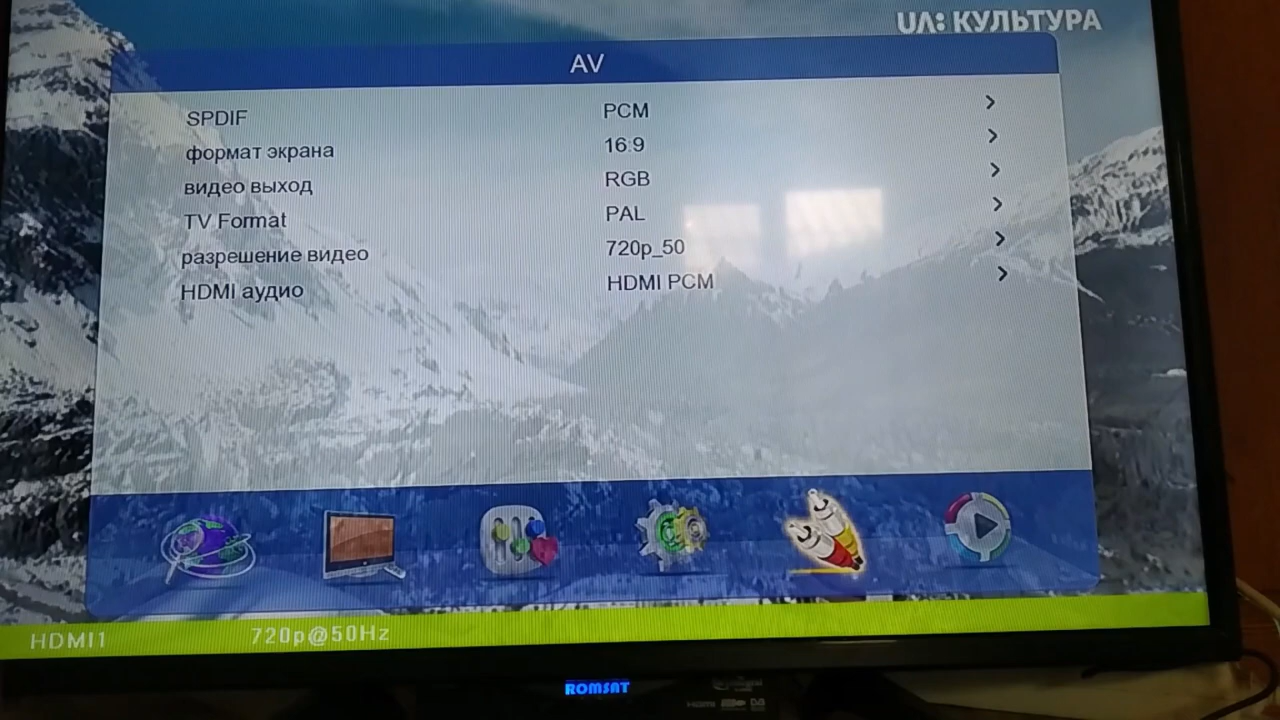 UA: КУЛЬТУРА
AV
SPDIF PCM
формат экрана 16:9
видео выход RGB
TV Format PAL
разрешение видео 720p_50
HDMI аудио HDMI PCM
HDMI1 720p@50Hz
ROMSAT
HDMI